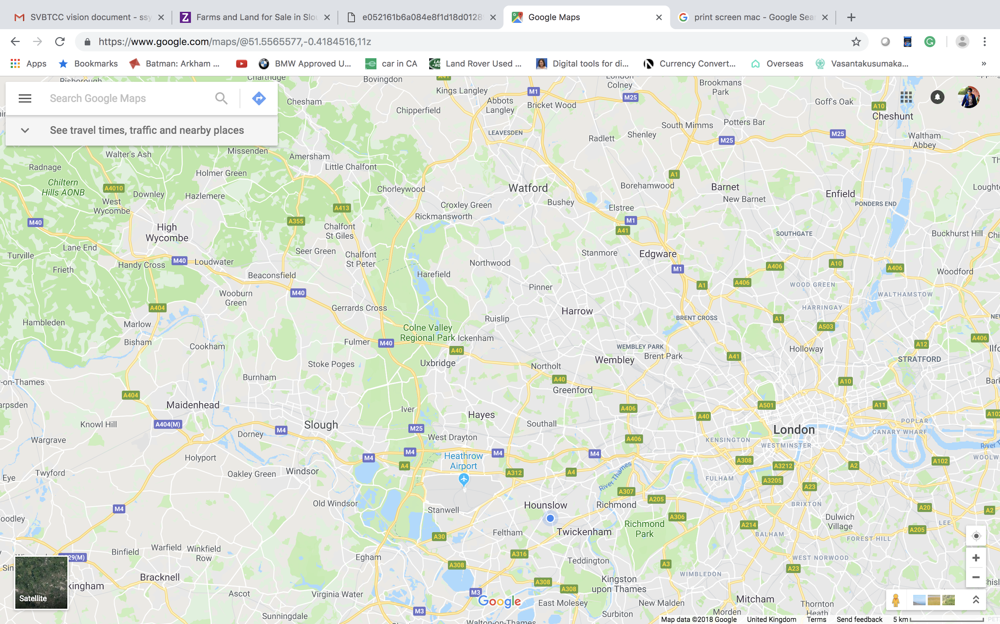 SVBTCC vision document - ssy
Farms and Land for Sale in Slou
e052161b6a084e8f1d18d0128
Google Maps
print screen mac - Google Sear
https://www.google.com/maps/@51.5565577,-0.4184516,11z
Apps
Bookmarks
Batman: Arkham ...
BMW Approved U...
car in CA
Land Rover Used ...
Digital tools for di...
Currency Convert...
Overseas
Vasantakusumaka...
»
Search Google Maps
See travel times, traffic and nearby places
Risborough
Chartridge
Bovingdon
A41
Kings Langley
M1
London
Colney
Brookmans
Park
Chesham
Abbots
Langley
Bricket Wood
M25
Goff's Oak
A10
Cheshunt
Chipperfield
South Mimms
Potters Bar
LEAVESDEN
Radlett
Shenley
M25
M25
Waltham
Abbey
Missenden
Walter's Ash
Amersham
Radnage
Little Chalfont
Holmer Green
A1
Chiltern
Hills AONB
A4010
Downley
Hazlemere
Chorleywood
Watford
Borehamwood
Barnet
Enfield
New Barnet
West
Wycombe
A413
Croxley Green
Bushey
Elstree
PONDERS END
Rickmansworth
M40
A355
M1
A41
High
Wycombe
Chalfont
St Giles
SOUTHGATE
Buckhurst Hill
Lane End
Seer Green
Chalfont
St Peter
Stanmore
Edgware
Turville
M40
Loudwater
Handy Cross
Northwood
M1
A406
A10
A406
Frieth
Beaconsfield
Harefield
Woodford
Pinner
A1
A406
WOOD GREEN
M40
Wooburn
Green
WALTHAMSTOW
A404
Gerrards Cross
Harrow
HARRINGAY
Hambleden
Marlow
Ruislip
BRENT CROSS
A1
A503
Colne Valley
Regional Park
Ickenham
Bisham
Cookham
Fulmer
M40
A40
WEMBLEY PARK
Brent Park
Wembley
A41
Holloway
A12
A406
STRATFORD
Stoke Poges
Uxbridge
Northolt
Burnham
A40
A10
-on-Thames
Greenford
A404
Maidenhead
Iver
Hayes
A406
A501
A11
arpsden
Knowl Hill
A404(M)
M4
Slough
M25
Southall
A40
A102
POPLAR
Dorney
West Drayton
London
CANARY WHARF
Wargrave
A406
KENSINGTON
WESTMINSTER
Holyport
M4
M4
Heathrow
Airport
M4
M4
A308
A3212
A2
A102
Twyford
Oakley Green
Windsor
A4
A312
A4
River Thames
FULHAM
Eye
A3205
A23
A307
A205
Old Windsor
Stanwell
Hounslow
Richmond
BRIXTON
A20
A2
M4
A306
Dulwich
Village
LEE
Richmond
Park
A214
A205
Feltham
Twickenham
BALHAM
FOREST HILL
A30
Binfield
Warfield
Winkfield
Row
Egham
A316
Teddington
A3
WEST NORWOOD
A308
A23
WIMBLEDON
Bracknell
Kingston
upon Thames
kingham
A308
A308
Ascot
Virginia Water
M3
Google
East Molesey
New Malden
Mitcham
Thornton
Heath
M3
Sunningdale
Surbiton
Morden
Walton-on-Thames
Satellite
Map data ©2018 Google
United Kingdom
Terms
Send feedback
5 km